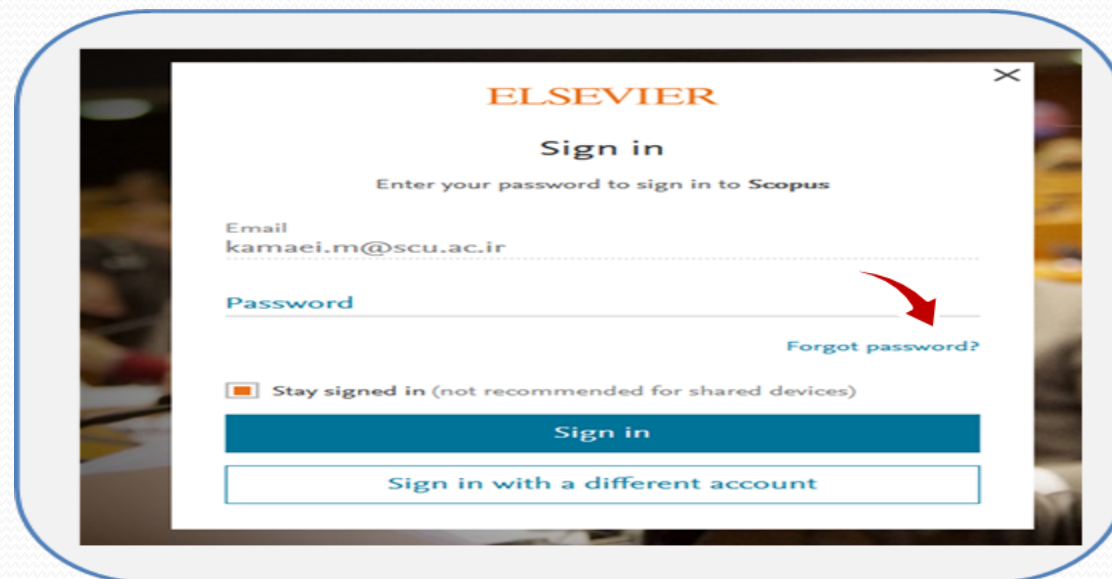 ELSEVIER
Sign in
Enter your password to sign in to Scopus
Email
kamaei.m@scu.ac.ir
Password
Forgot password?
Stay signed in (not recommended for shared devices)
Sign in
Sign in with a different account